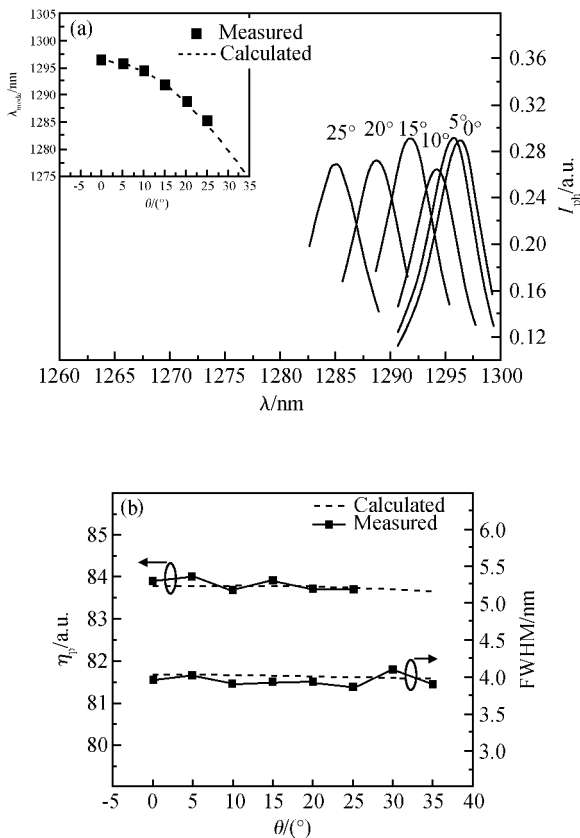 (a)
Measured
Calculated
1305
1300
1295
1290
1285
1280
1275
λmode/nm
-5 0 5 10 15 20 25 30 35
θ/(°)
25° 20° 15° 10° 5° 0°
0.36
0.32
0.28
0.24
0.20
0.16
0.12
Iph/a.u.
1260 1265 1270 1275 1280 1285 1290 1295 1300
λ/nm
(b)
Calculated
Measured
85
84
83
82
81
80
ηp/a.u.
6.0
5.5
5.0
4.5
4.0
3.5
3.0
FWHM/nm
-5 0 5 10 15 20 25 30 35 40
θ/(°)